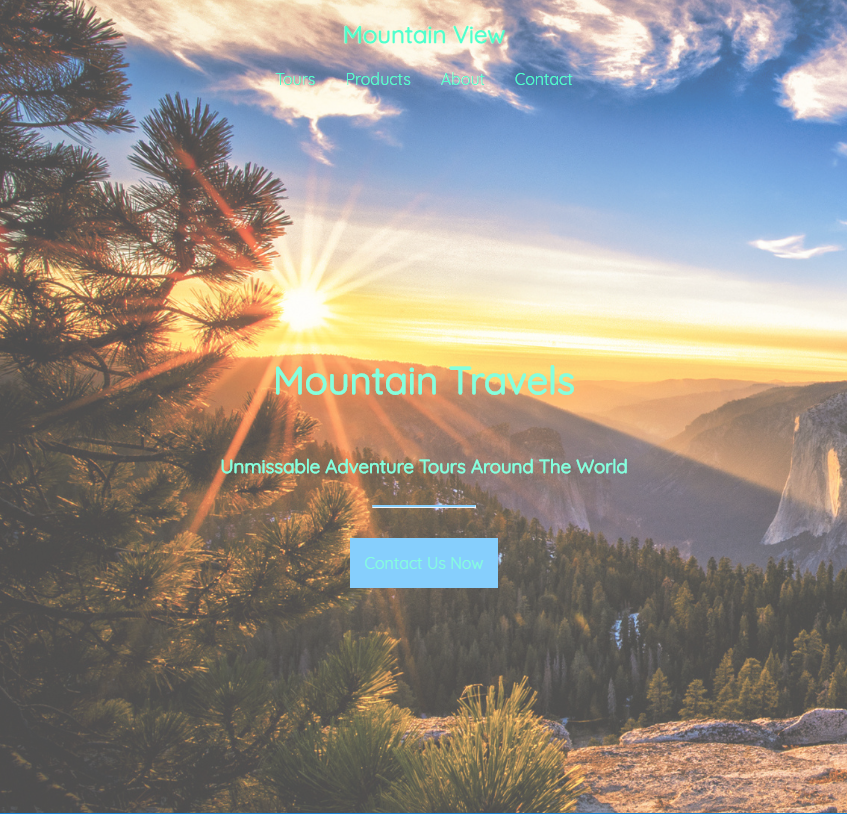 Mountain View
Tours Products About Contact
Mountain Travels
Unmissable Adventure Tours Around The World
Contact Us Now